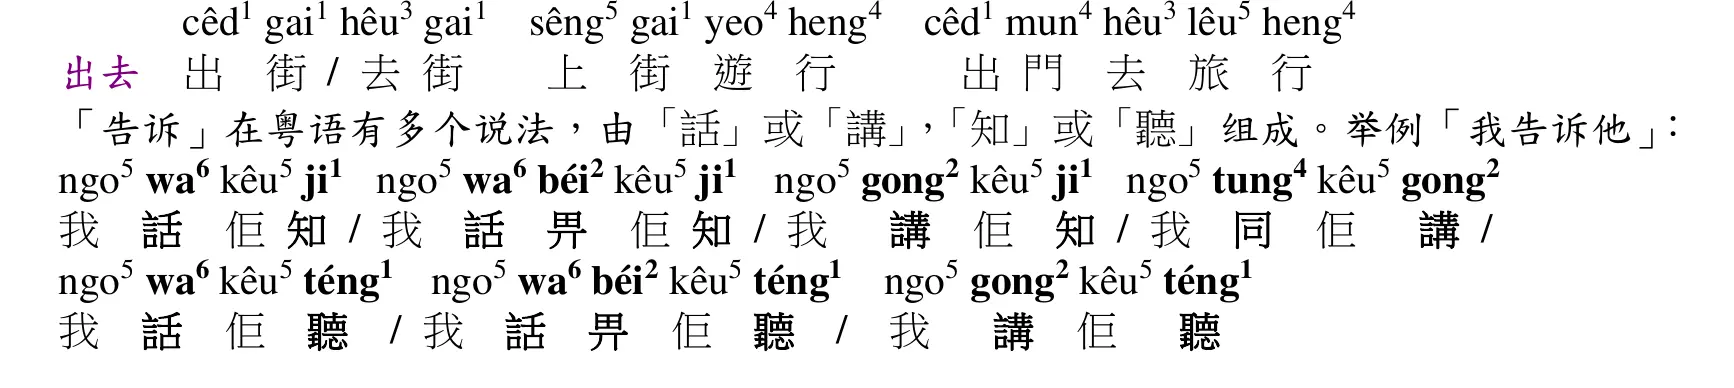 cêd¹ gai¹ hêu³ gai¹ sêng⁵ gai¹ yeo⁴ heng⁴ cêd¹ mun⁴ hêu³ lêu⁵ heng⁴
出去 出 街 / 去 街 上 街 遊 行 出 門 去 旅 行
「告诉」在粤语有多个说法，由「話」或「講」，「知」或「聽」组成。举例「我告诉他」：
ngo⁵ wa⁶ kêu⁵ ji¹ ngo⁵ wa⁶ béi² kêu⁵ ji¹ ngo⁵ gong² kêu⁵ ji¹ ngo⁵ tung⁴ kêu⁵ gong²
我 話 佢 知 / 我 話 畀 佢 知 / 我 講 佢 知 / 我 同 佢 講 /
ngo⁵ wa⁶ kêu⁵ téng¹ ngo⁵ wa⁶ béi² kêu⁵ téng¹ ngo⁵ gong² kêu⁵ téng¹
我 話 佢 聽 / 我 話 畀 佢 聽 / 我 講 佢 聽